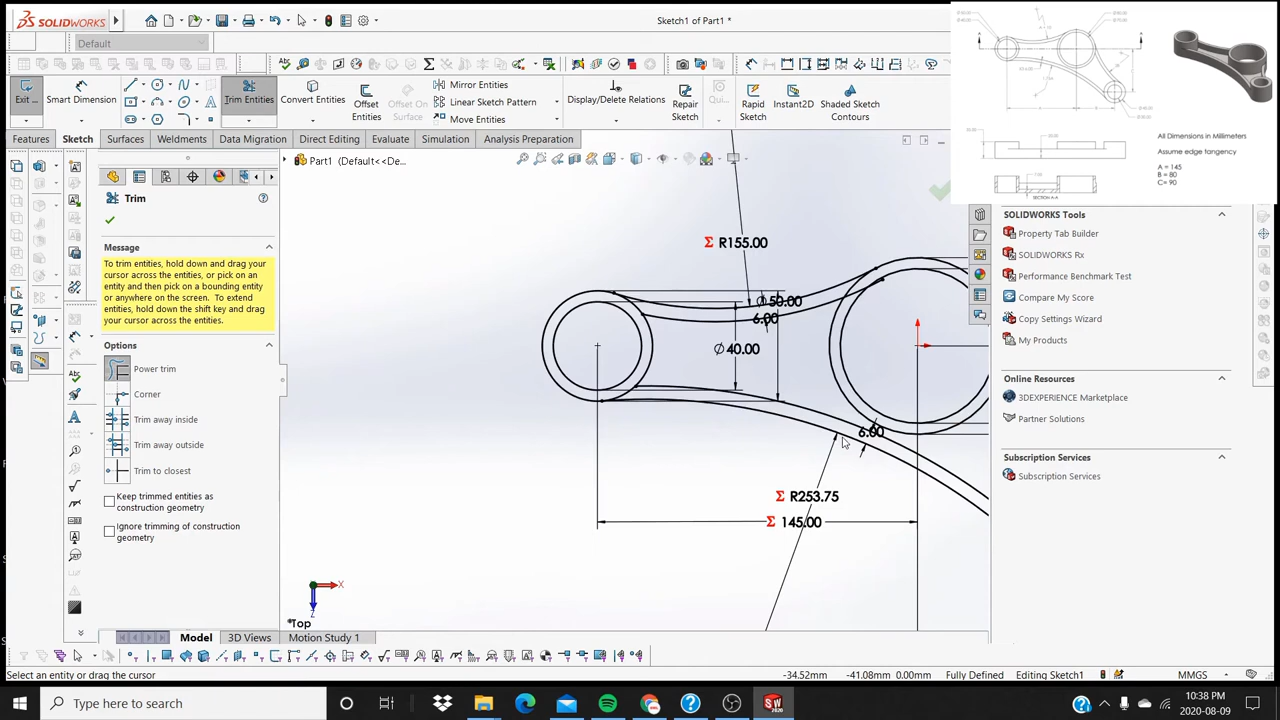 SOLIDWORKS
Sketch1 of Part1 *
Default
Exit ...
Smart Dimension
Trim Entities
Convert Entities
Offset
Entities
Offset On...
Mirror Entities
Linear Sketch Pattern
Move Entities
Display/Delete Relations
Repair
Sketch
Qui...
Rapid
Sketch
Instant2D
Shaded Sketch
Contours
Features
Sketch
Surfaces
Weldments
Data Migration
Direct Editing
Evaluate
Simulation
Analysis Preparation
Part1 (Default<<De...
Trim
Message
To trim entities, hold down and drag your
cursor across the entities, or pick on an
entity and then pick on a bounding entity
or anywhere on the screen. To extend
entities, hold down the shift key and drag
your cursor across the entities.
Options
Power trim
Corner
Trim away inside
Trim away outside
Trim to closest
Keep trimmed entities as
construction geometry
Ignore trimming of construction
geometry
Σ R155.00
∅ 50.00
6.00
∅ 40.00
6.00
Σ R253.75
Σ 145.00
X
Z
*Top
All Dimensions in Millimeters
Assume edge tangency
A = 145
B = 80
C= 90
SECTION A-A
SOLIDWORKS Tools
Property Tab Builder
SOLIDWORKS Rx
Performance Benchmark Test
Compare My Score
Copy Settings Wizard
My Products
Online Resources
3DEXPERIENCE Marketplace
Partner Solutions
Subscription Services
Subscription Services
Model
3D Views
Motion Study 1
Select an entity or drag the cursor
-34.52mm
-41.08mm
0.00mm
Fully Defined
Editing Sketch1
MMGS
Type here to search
10:38 PM
2020-08-09